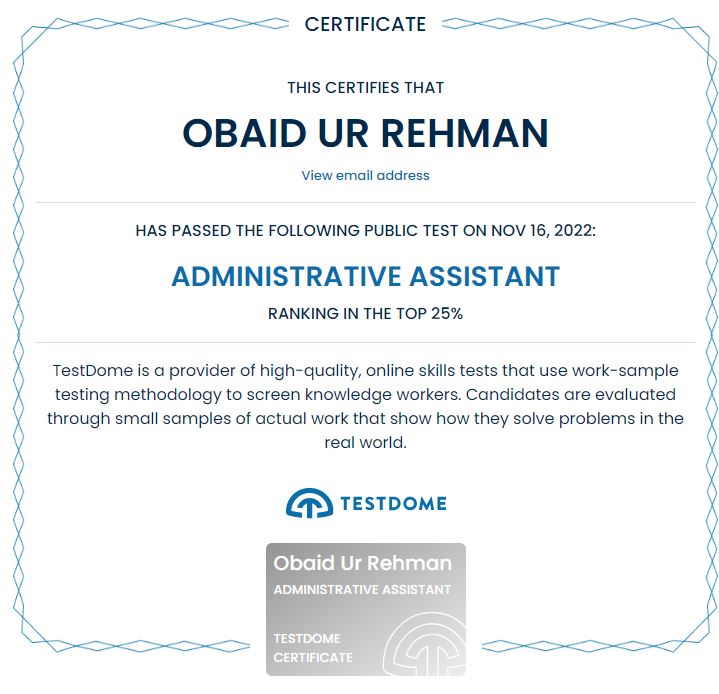 CERTIFICATE
THIS CERTIFIES THAT
OBAID UR REHMAN
View email address
HAS PASSED THE FOLLOWING PUBLIC TEST ON NOV 16, 2022:
ADMINISTRATIVE ASSISTANT
RANKING IN THE TOP 25%
TestDome is a provider of high-quality, online skills tests that use work-sample
testing methodology to screen knowledge workers. Candidates are evaluated
through small samples of actual work that show how they solve problems in the
real world.
TESTDOME
Obaid Ur Rehman
ADMINISTRATIVE ASSISTANT
TESTDOME
CERTIFICATE